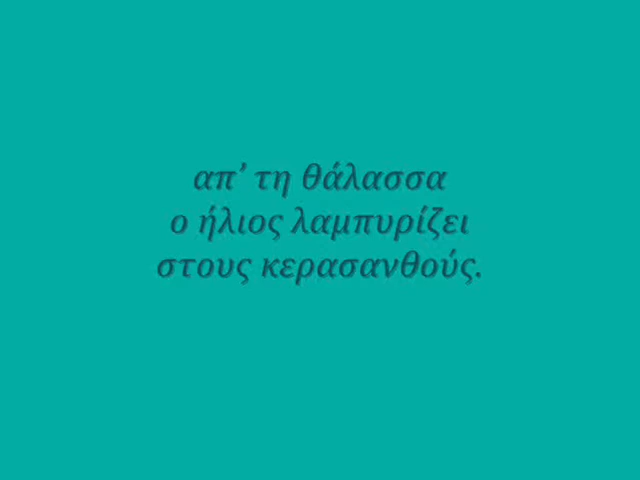 απ’ τη θάλασσα
ο ήλιος λαμπυρίζει
στους κερασανθούς.